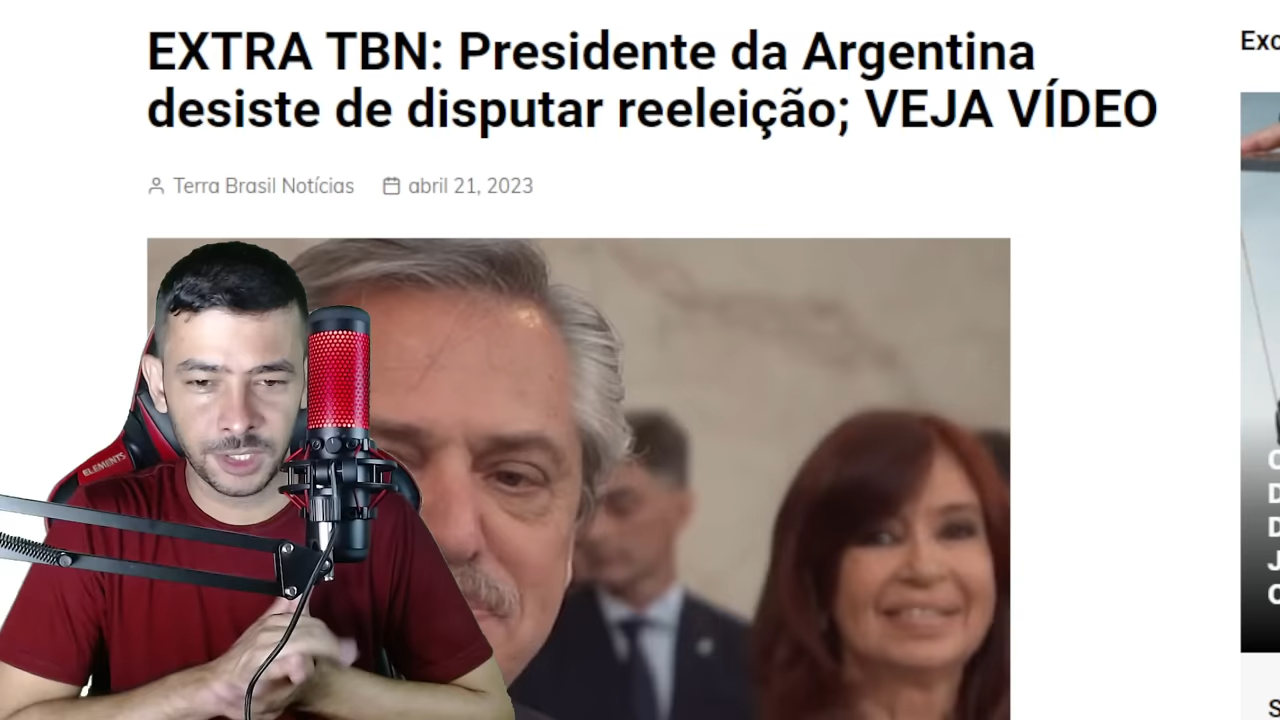 EXTRA TBN: Presidente da Argentina
desiste de disputar reeleição; VEJA VÍDEO
Terra Brasil Notícias abril 21, 2023
ELEMENTS